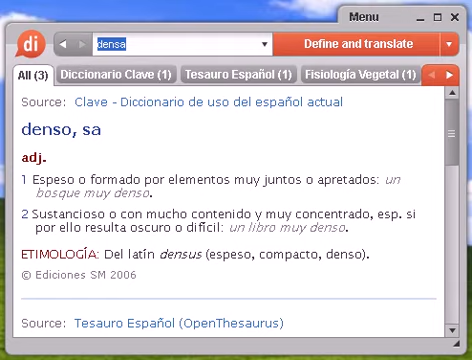 Menu
di
densa
Define and translate
All (3)
Diccionario Clave (1)
Tesauro Español (1)
Fisiología Vegetal (1)
Source: Clave - Diccionario de uso del español actual
denso, sa
adj.
1 Espeso o formado por elementos muy juntos o apretados: un
bosque muy denso.
2 Sustancioso o con mucho contenido y muy concentrado, esp. si
por ello resulta oscuro o difícil: un libro muy denso.
ETIMOLOGÍA: Del latín densus (espeso, compacto, denso).
© Ediciones SM 2006
Source: Tesauro Español (OpenThesaurus)